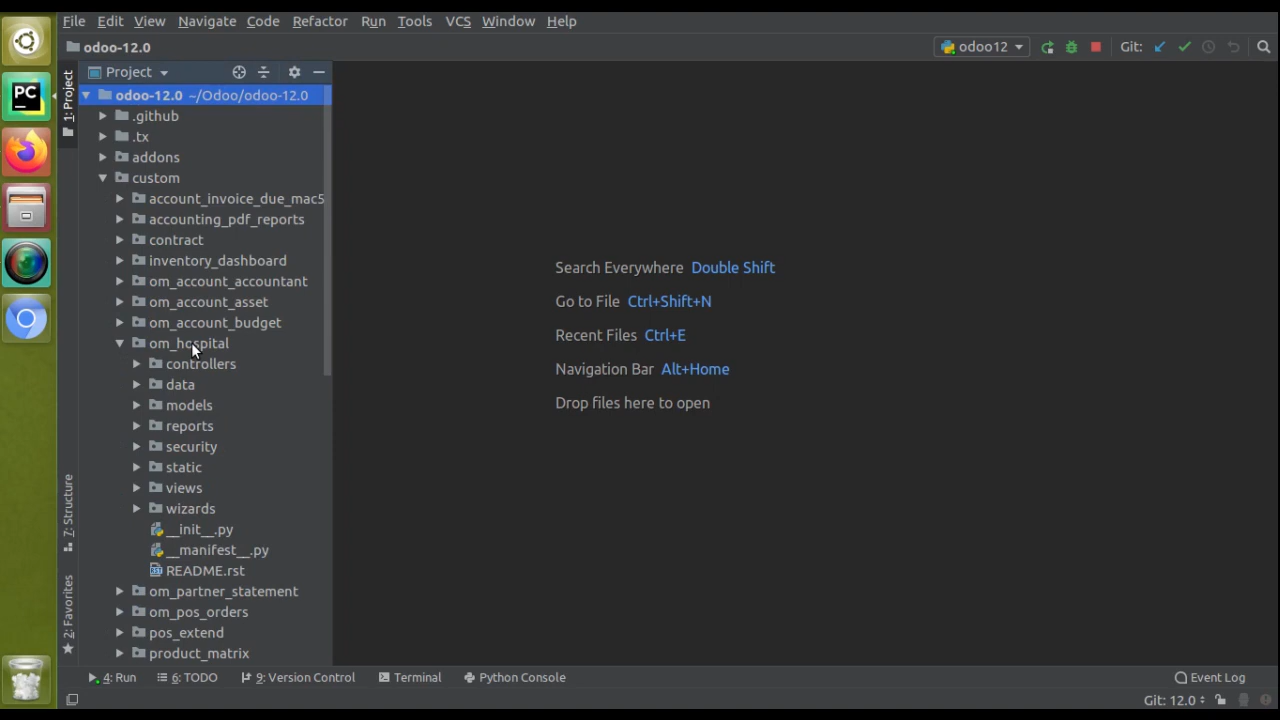 File Edit View Navigate Code Refactor Run Tools VCS Window Help
odoo-12.0
odoo12
Git:
Project
1: Project
odoo-12.0 ~/Odoo/odoo-12.0
.github
.tx
addons
custom
account_invoice_due_mac5
accounting_pdf_reports
contract
inventory_dashboard
om_account_accountant
om_account_asset
om_account_budget
om_hospital
controllers
data
models
reports
security
static
views
wizards
__init__.py
__manifest__.py
README.rst
om_partner_statement
om_pos_orders
pos_extend
product_matrix
PC
Search Everywhere Double Shift
Go to File Ctrl+Shift+N
Recent Files Ctrl+E
Navigation Bar Alt+Home
Drop files here to open
7: Structure
2: Favorites
4: Run 6: TODO 9: Version Control Terminal Python Console Event Log
Git: 12.0